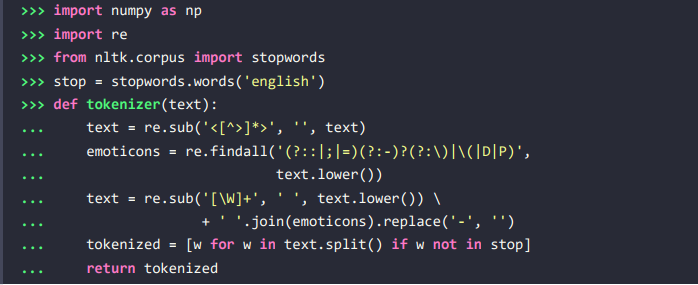 >>> import numpy as np
>>> import re
>>> from nltk.corpus import stopwords
>>> stop = stopwords.words('english')
>>> def tokenizer(text):
...     text = re.sub('<[^>]*>', '', text)
...     emoticons = re.findall('(?::|;|=)(?:-)?(?:\)|\(|D|P)',
...                            text.lower())
...     text = re.sub('[\W]+', ' ', text.lower()) \
...                   + ' '.join(emoticons).replace('-', '')
...     tokenized = [w for w in text.split() if w not in stop]
...     return tokenized